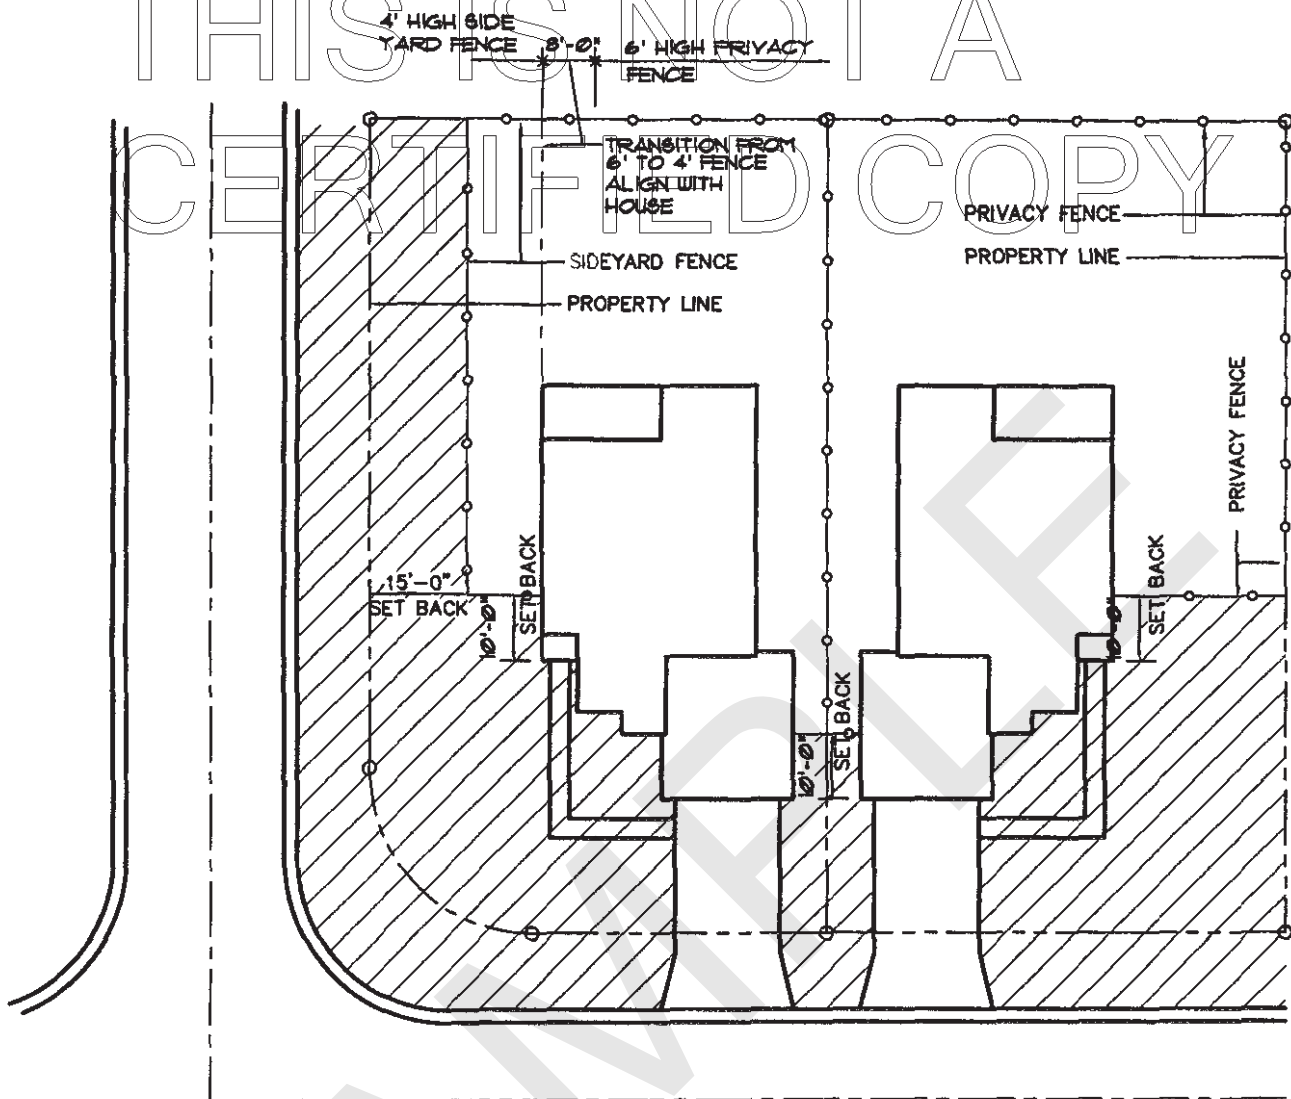 THIS IS NOT A
CERTIFIED COPY
4' HIGH SIDE
YARD FENCE
8'-0"
6' HIGH PRIVACY
FENCE
TRANSITION FROM
6' TO 4' FENCE
ALIGN WITH
HOUSE
SIDEYARD FENCE
PROPERTY LINE
PRIVACY FENCE
PROPERTY LINE
PRIVACY FENCE
15'-0"
SET BACK
10'-0"
SET BACK
10'-0"
SET BACK
10'-0"
SET BACK
SAMPLE